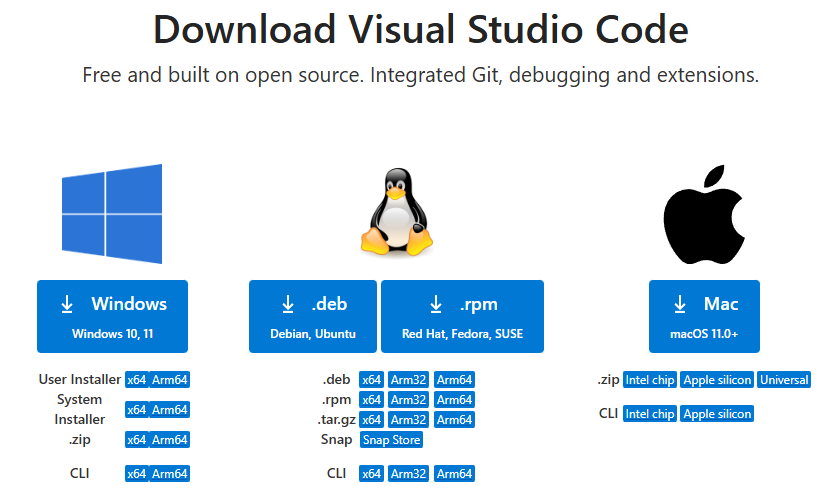 Download Visual Studio Code
Free and built on open source. Integrated Git, debugging and extensions.
Windows
Windows 10, 11
User Installer x64 Arm64
System
Installer x64 Arm64
.zip x64 Arm64
CLI x64 Arm64
.deb
Debian, Ubuntu
.rpm
Red Hat, Fedora, SUSE
.deb x64 Arm32 Arm64
.rpm x64 Arm32 Arm64
.tar.gz x64 Arm32 Arm64
Snap Snap Store
CLI x64 Arm32 Arm64
Mac
macOS 11.0+
.zip Intel chip Apple silicon Universal
CLI Intel chip Apple silicon